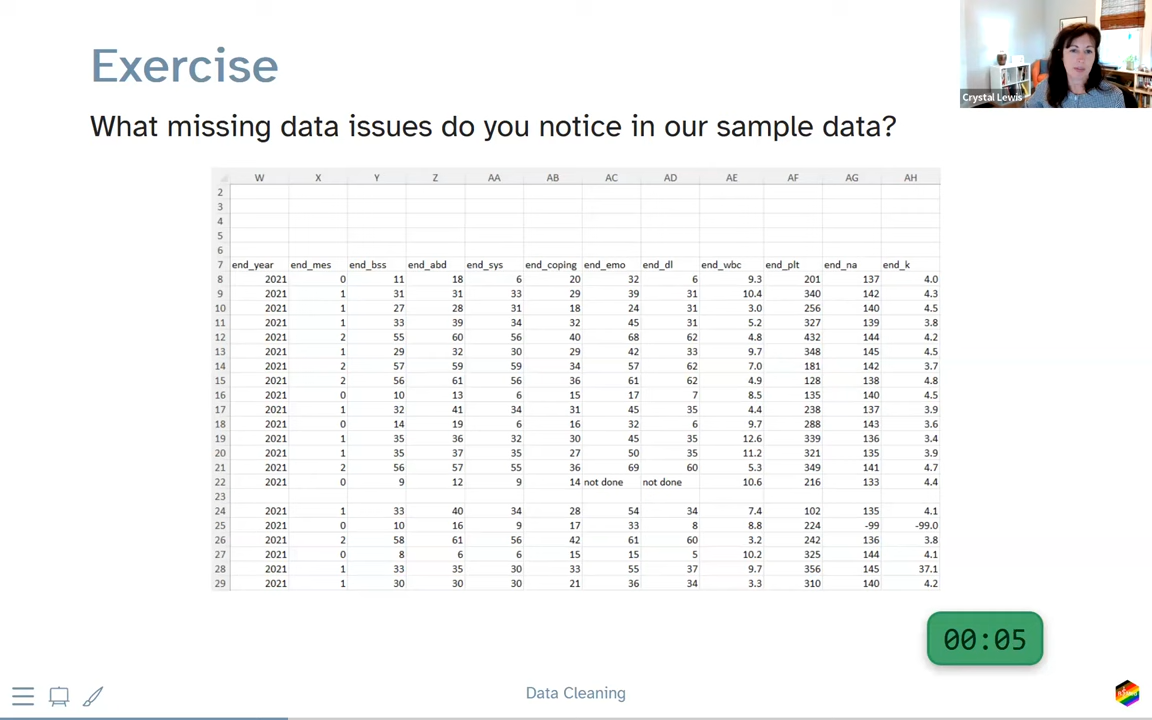 Exercise
Crystal Lewis
What missing data issues do you notice in our sample data?
W X Y Z AA AB AC AD AE AF AG AH
2
3
4
5
6
7 end_year end_mes end_bss end_abd end_sys end_coping end_emo end_dl end_wbc end_plt end_na end_k
8 2021 0 11 18 6 20 32 6 9.3 201 137 4.0
9 2021 1 31 31 33 29 39 31 10.4 340 142 4.3
10 2021 1 27 28 31 18 24 31 3.0 256 140 4.5
11 2021 1 33 39 34 32 45 31 5.2 327 139 3.8
12 2021 2 55 60 56 40 68 62 4.8 432 144 4.2
13 2021 1 29 32 30 29 42 33 9.7 348 145 4.5
14 2021 2 57 59 59 34 57 62 7.0 181 142 3.7
15 2021 2 56 61 56 36 61 62 4.9 128 138 4.8
16 2021 0 10 13 6 15 17 7 8.5 135 140 4.5
17 2021 1 32 41 34 31 45 35 4.4 238 137 3.9
18 2021 0 14 19 6 16 32 6 9.7 288 143 3.6
19 2021 1 35 36 32 30 45 35 12.6 339 136 3.4
20 2021 1 35 37 35 27 50 35 11.2 321 135 3.9
21 2021 2 56 57 55 36 69 60 5.3 349 141 4.7
22 2021 0 9 12 9 14 not done not done 10.6 216 133 4.4
23
24 2021 1 33 40 34 28 54 34 7.4 102 135 4.1
25 2021 0 10 16 9 17 33 8 8.8 224 -99 -99.0
26 2021 2 58 61 56 42 61 60 3.2 242 136 3.8
27 2021 0 8 6 6 15 15 5 10.2 325 144 4.1
28 2021 1 33 35 30 33 55 37 9.7 356 145 37.1
29 2021 1 30 30 30 21 36 34 3.3 310 140 4.2
00:05
Data Cleaning